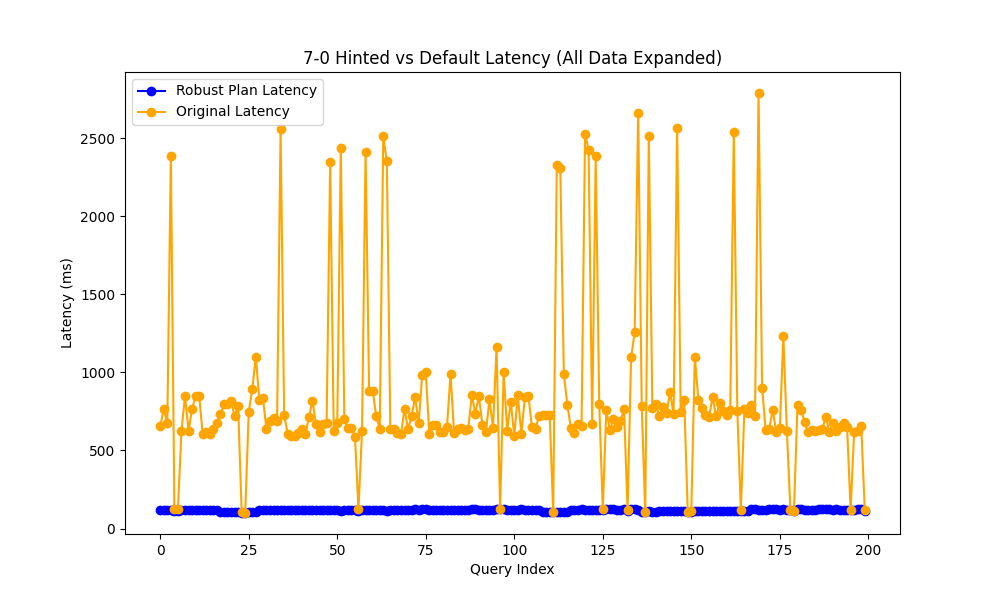 7-0 Hinted vs Default Latency (All Data Expanded)
Robust Plan Latency
Original Latency
2500
2000
1500
1000
500
0
Latency (ms)
0 25 50 75 100 125 150 175 200
Query Index